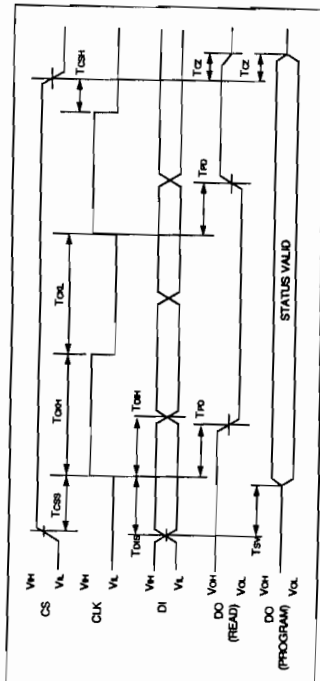 VIH
CS
VIL
TCSS
TCKH
TCKL
TCSH
VIH
CLK
VIL
TDIS
TDIH
VIH
DI
VIL
TPD
TPD
TCZ
VOH
DO
(READ)
VOL
TSV
TCZ
VOH
DO
(PROGRAM)
VOL
STATUS VALID